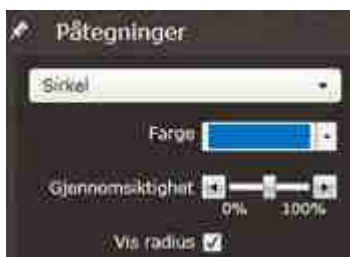 Påtegninger
Sirkel
Farge
Gjennomsiktighet
0% 100%
Vis radius